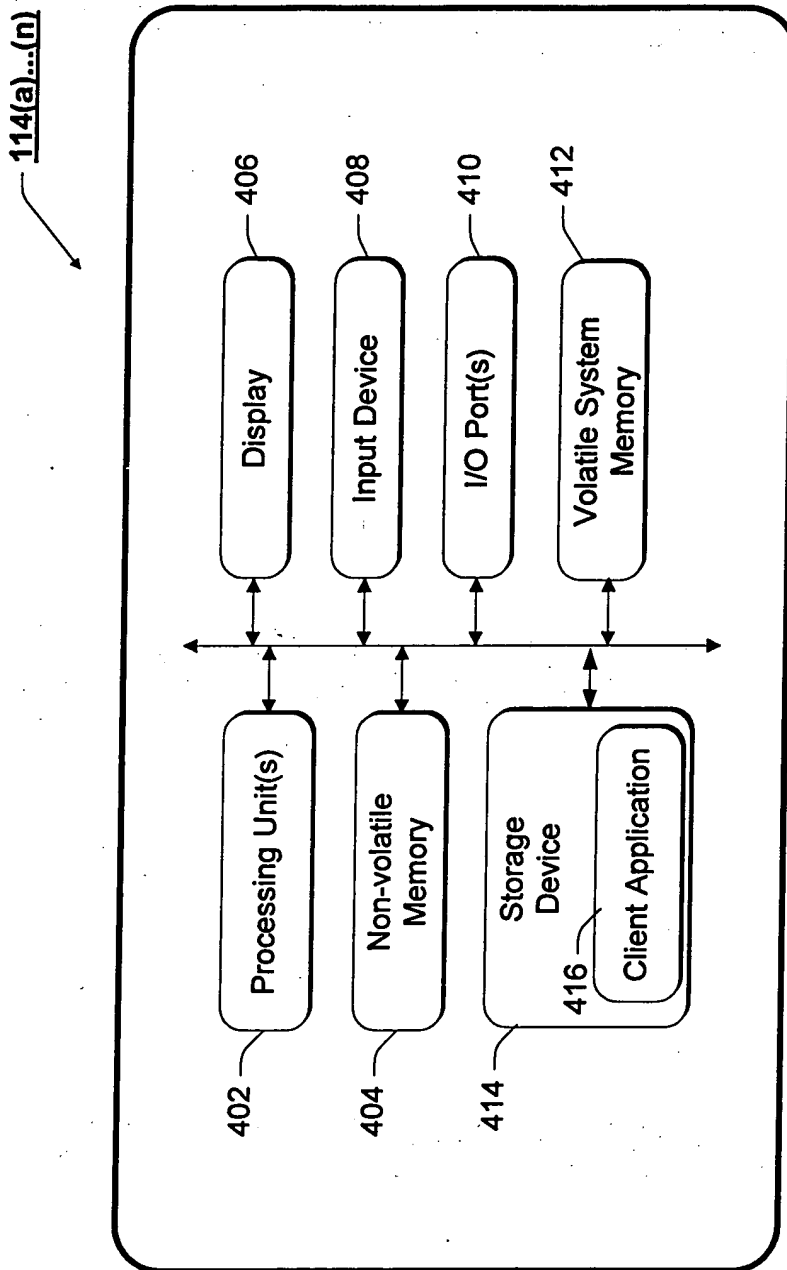 114(a)...(n)
402
Processing Unit(s)
404
Non-volatile
Memory
414
Storage
Device
416
Client Application
Display
406
Input Device
408
I/O Port(s)
410
Volatile System
Memory
412